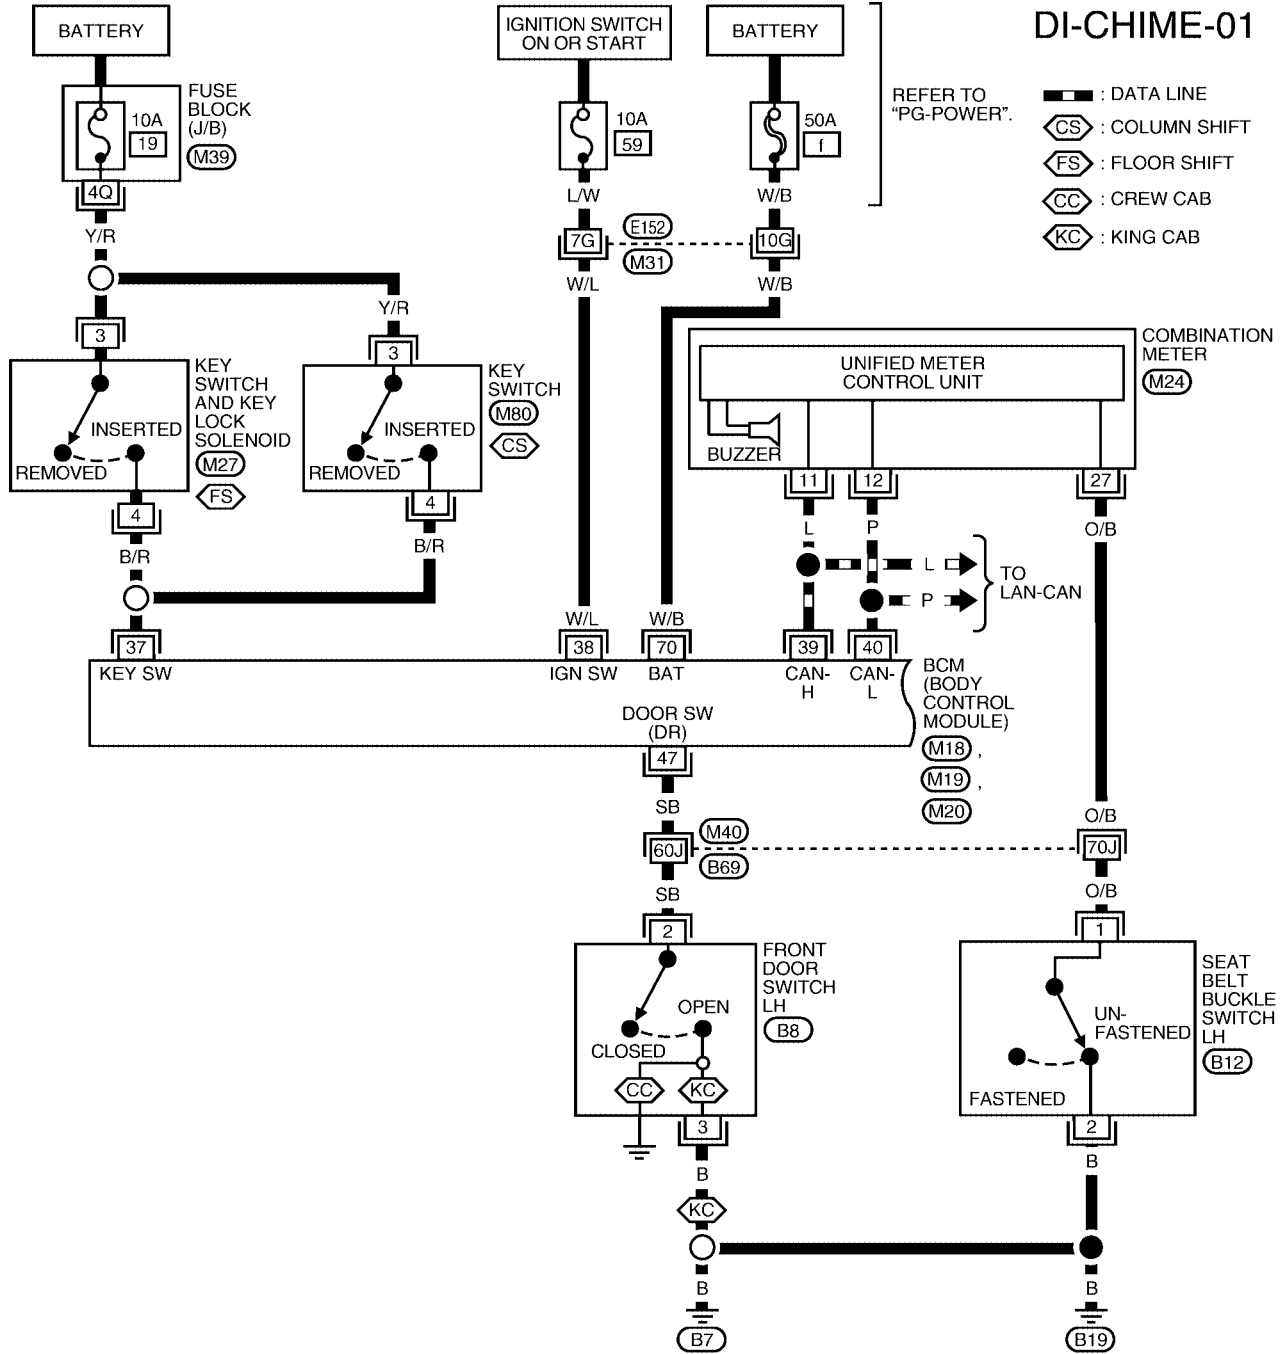 DI-CHIME-01
BATTERY
IGNITION SWITCH
ON OR START
BATTERY
REFER TO
“PG-POWER”.
: DATA LINE
CS : COLUMN SHIFT
FS : FLOOR SHIFT
CC : CREW CAB
KC : KING CAB
FUSE
BLOCK
(J/B)
M39
10A
19
10A
59
50A
f
4Q
Y/R
L/W
W/B
7G
E152
M31
10G
W/L
W/B
Y/R
3
3
KEY
SWITCH
AND KEY
LOCK
SOLENOID
M27
FS
INSERTED
REMOVED
KEY
SWITCH
M80
CS
INSERTED
REMOVED
COMBINATION
METER
M24
UNIFIED METER
CONTROL UNIT
BUZZER
11
12
27
4
4
B/R
B/R
L
P
O/B
L
P
TO
LAN-CAN
W/L
W/B
37
38
70
39
40
KEY SW
IGN SW
BAT
CAN-
H
CAN-
L
BCM
(BODY
CONTROL
MODULE)
M18 ,
M19 ,
M20
DOOR SW
(DR)
47
SB
O/B
60J
M40
B69
70J
SB
O/B
2
1
FRONT
DOOR
SWITCH
LH
B8
OPEN
CLOSED
CC
KC
SEAT
BELT
BUCKLE
SWITCH
LH
B12
UN-
FASTENED
FASTENED
3
2
B
B
KC
B
B
B7
B19